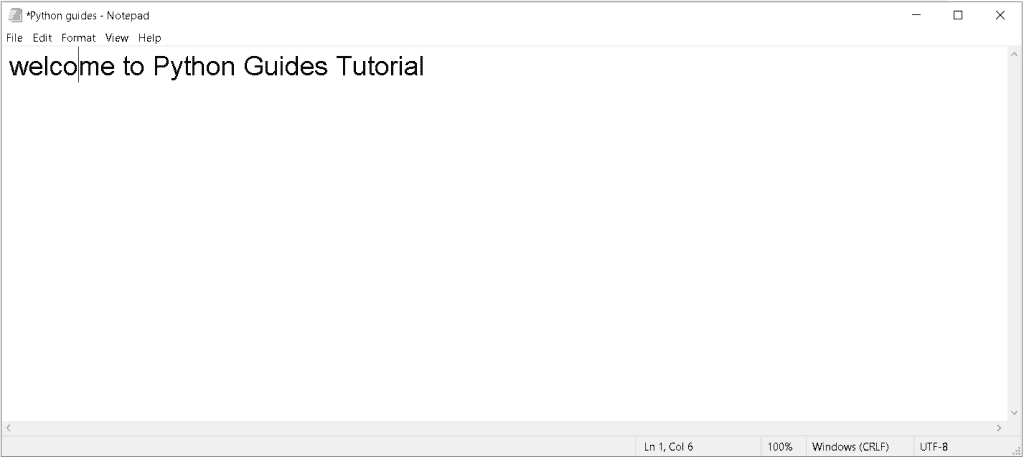 *Python guides - Notepad
File Edit Format View Help
welcome to Python Guides Tutorial
Ln 1, Col 6 100% Windows (CRLF) UTF-8